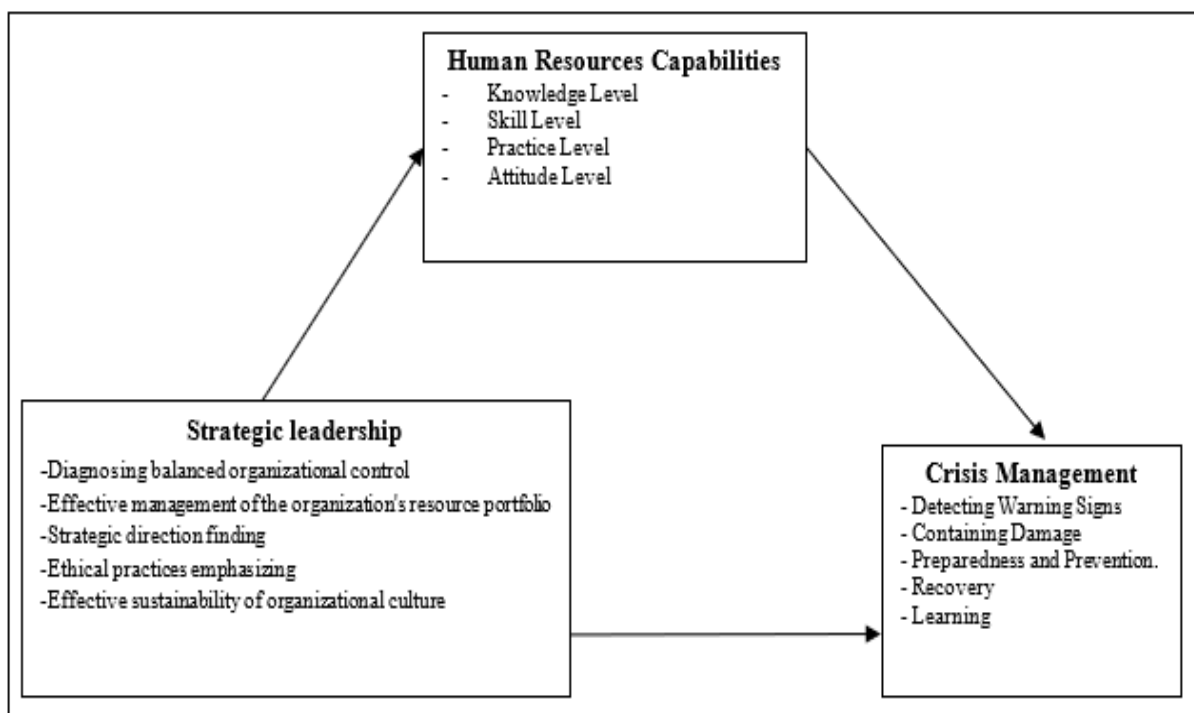 Human Resources Capabilities
- Knowledge Level
- Skill Level
- Practice Level
- Attitude Level
Strategic leadership
-Diagnosing balanced organizational control
-Effective management of the organization's resource portfolio
-Strategic direction finding
-Ethical practices emphasizing
-Effective sustainability of organizational culture
Crisis Management
- Detecting Warning Signs
- Containing Damage
- Preparedness and Prevention.
- Recovery
- Learning